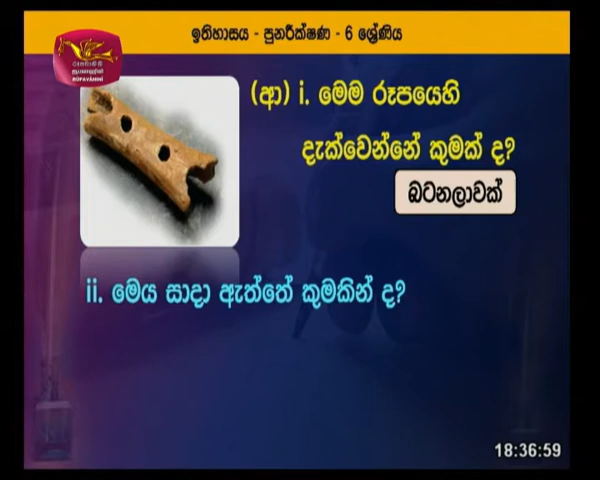 ඉතිහාසය - පුනරීක්ෂණ - 6 ශ්‍රේණිය
(ආ) i. මෙම රූපයෙහි
දැක්වෙන්නේ කුමක් ද?
බටනලාවක්
ii. මෙය සාදා ඇත්තේ කුමකින් ද?
18:36:59